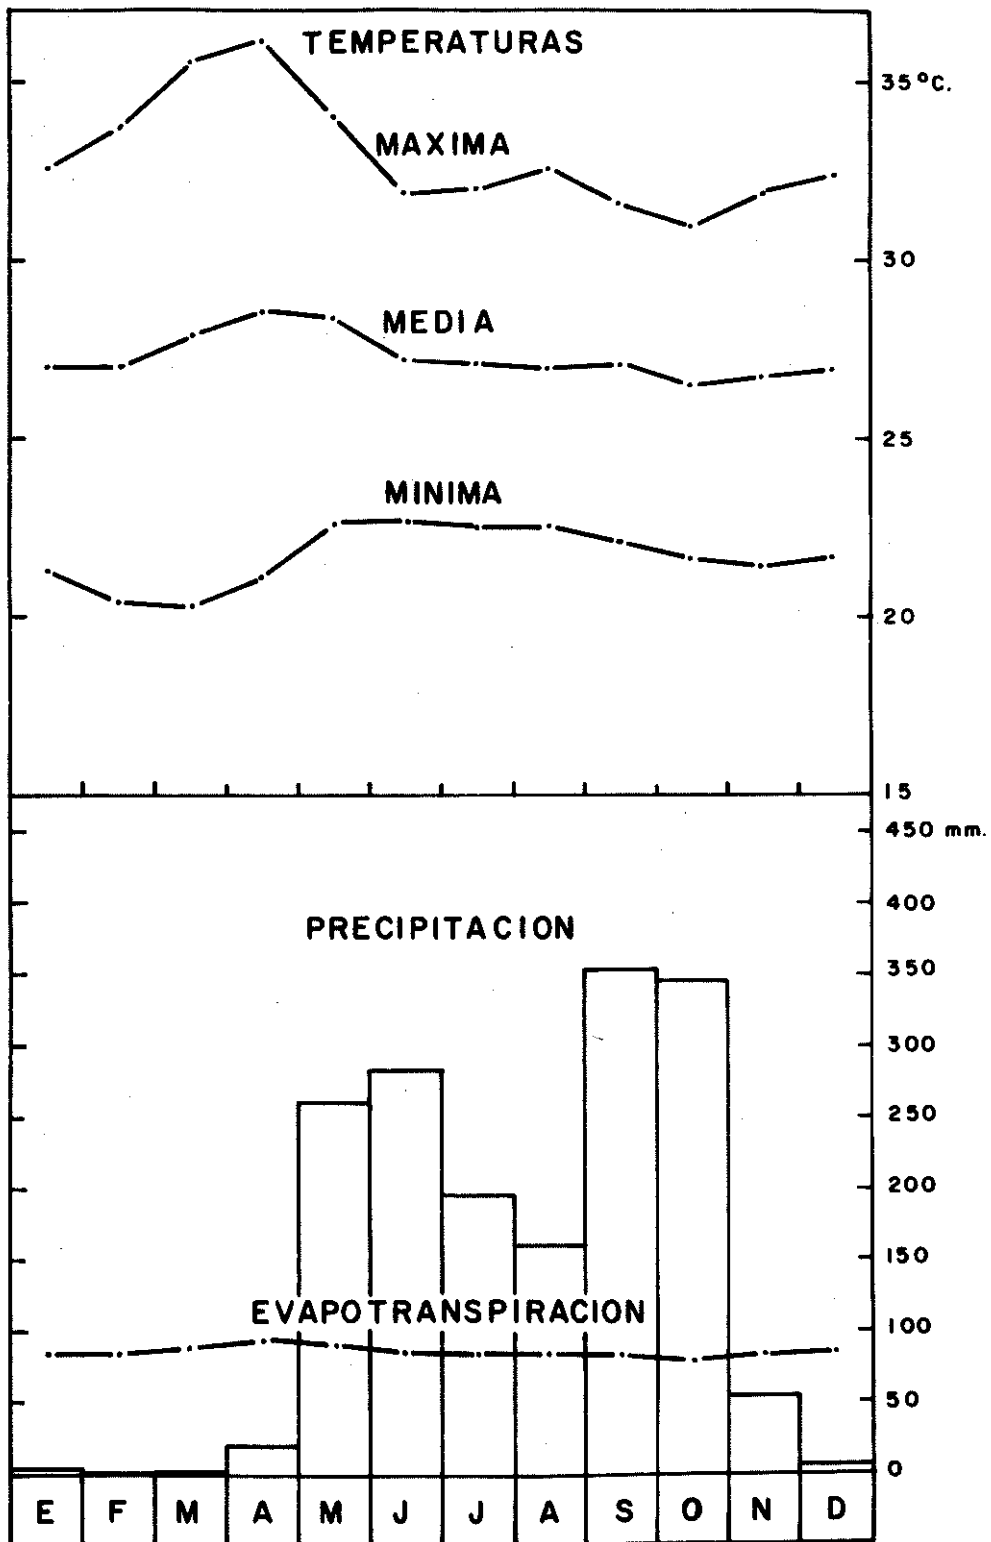 TEMPERATURAS
35°C.
MAXIMA
30
MEDIA
25
MINIMA
20
15
450 mm.
400
PRECIPITACION
350
300
250
200
150
EVAPOTRANSPIRACION
100
50
0
E F M A M J J A S O N D